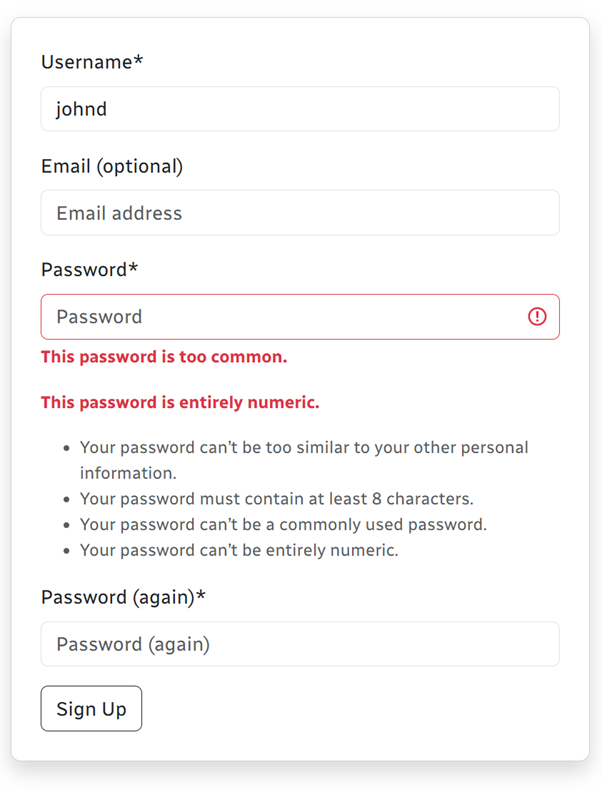 Username*
johnd
Email (optional)
Email address
Password*
Password
This password is too common.
This password is entirely numeric.
• Your password can’t be too similar to your other personal
information.
• Your password must contain at least 8 characters.
• Your password can’t be a commonly used password.
• Your password can’t be entirely numeric.
Password (again)*
Password (again)
Sign Up